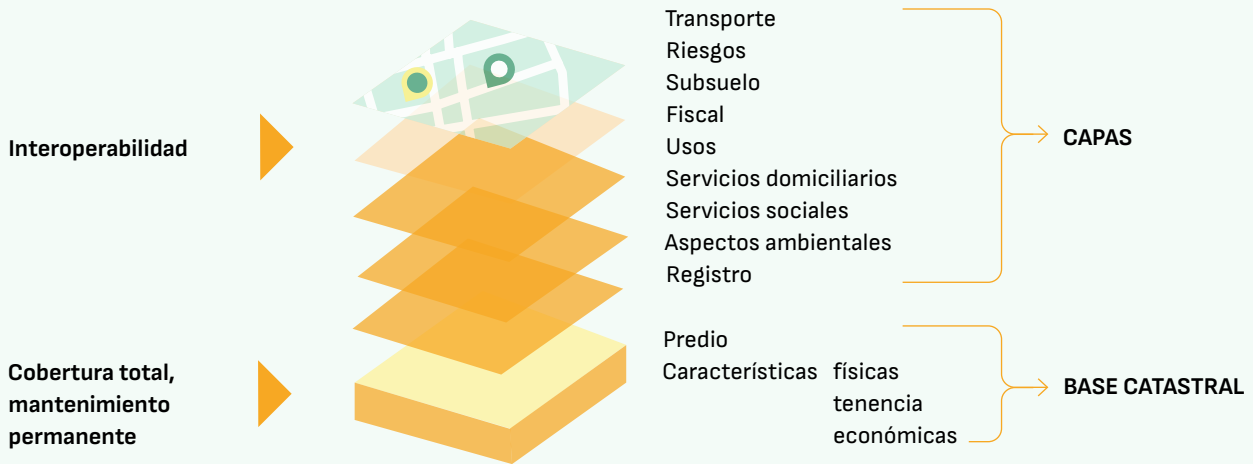 Transporte
Riesgos
Subsuelo
Fiscal
Usos
Servicios domiciliarios
Servicios sociales
Aspectos ambientales
Registro
CAPAS
Interoperabilidad
Predio
Características físicas
tenencia
económicas
BASE CATASTRAL
Cobertura total,
mantenimiento
permanente